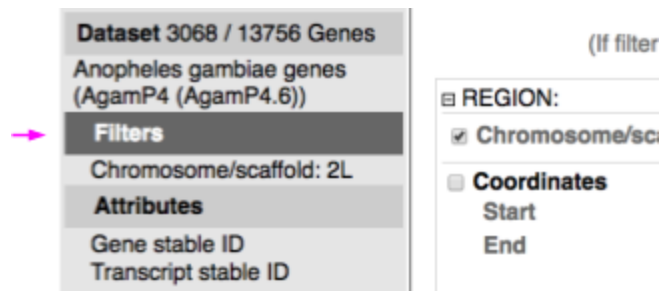 Dataset 3068 / 13756 Genes
Anopheles gambiae genes
(AgamP4 (AgamP4.6))
Filters
Chromosome/scaffold: 2L
Attributes
Gene stable ID
Transcript stable ID
(If filter
REGION:
Chromosome/sca
Coordinates
Start
End